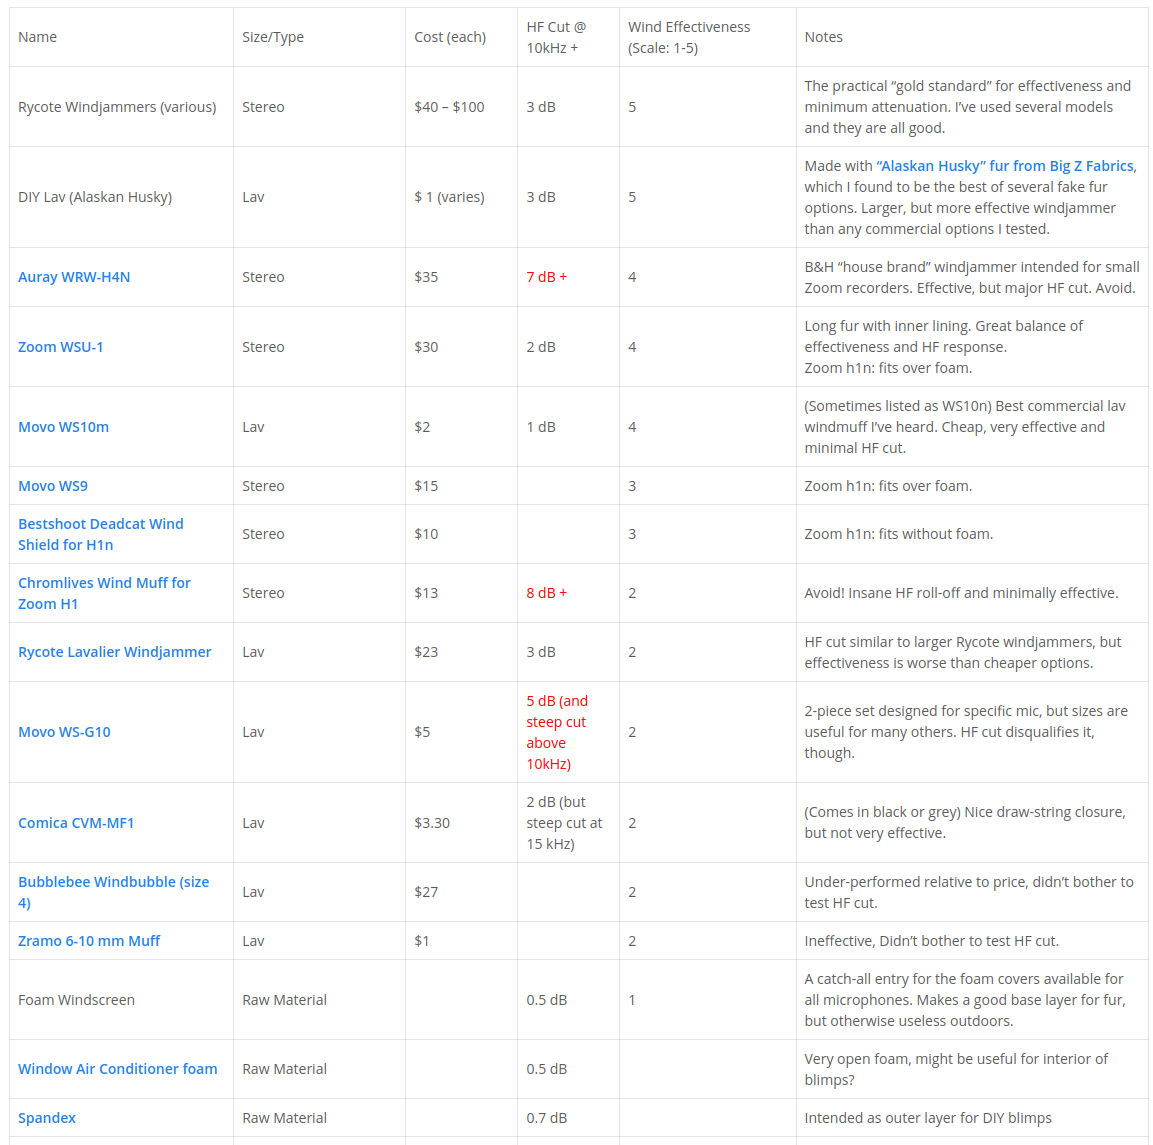 Name
Size/Type
Cost (each)
HF Cut @
10kHz +
Wind Effectiveness
(Scale: 1-5)
Notes
Rycote Windjammers (various)
Stereo
$40 – $100
3 dB
5
The practical “gold standard” for effectiveness and
minimum attenuation. I’ve used several models
and they are all good.
DIY Lav (Alaskan Husky)
Lav
$ 1 (varies)
3 dB
5
Made with “Alaskan Husky” fur from Big Z Fabrics,
which I found to be the best of several fake fur
options. Larger, but more effective windjammer
than any commercial options I tested.
Auray WRW-H4N
Stereo
$35
7 dB +
4
B&H “house brand” windjammer intended for small
Zoom recorders. Effective, but major HF cut. Avoid.
Zoom WSU-1
Stereo
$30
2 dB
4
Long fur with inner lining. Great balance of
effectiveness and HF response.
Zoom h1n: fits over foam.
Movo WS10m
Lav
$2
1 dB
4
(Sometimes listed as WS10n) Best commercial lav
windmuff I’ve heard. Cheap, very effective and
minimal HF cut.
Movo WS9
Stereo
$15
3
Zoom h1n: fits over foam.
Bestshoot Deadcat Wind
Shield for H1n
Stereo
$10
3
Zoom h1n: fits without foam.
Chromlives Wind Muff for
Zoom H1
Stereo
$13
8 dB +
2
Avoid! Insane HF roll-off and minimally effective.
Rycote Lavalier Windjammer
Lav
$23
3 dB
2
HF cut similar to larger Rycote windjammers, but
effectiveness is worse than cheaper options.
Movo WS-G10
Lav
$5
5 dB (and
steep cut
above
10kHz)
2
2-piece set designed for specific mic, but sizes are
useful for many others. HF cut disqualifies it,
though.
Comica CVM-MF1
Lav
$3.30
2 dB (but
steep cut at
15 kHz)
2
(Comes in black or grey) Nice draw-string closure,
but not very effective.
Bubblebee Windbubble (size
4)
Lav
$27
2
Under-performed relative to price, didn’t bother to
test HF cut.
Zramo 6-10 mm Muff
Lav
$1
2
Ineffective, Didn’t bother to test HF cut.
Foam Windscreen
Raw Material
0.5 dB
1
A catch-all entry for the foam covers available for
all microphones. Makes a good base layer for fur,
but otherwise useless outdoors.
Window Air Conditioner foam
Raw Material
0.5 dB
Very open foam, might be useful for interior of
blimps?
Spandex
Raw Material
0.7 dB
Intended as outer layer for DIY blimps